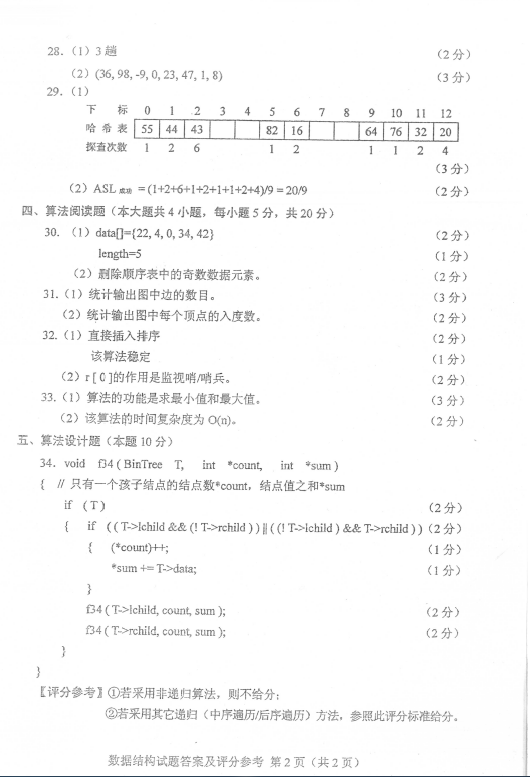 28.（1）3 趟 （2 分）
（2）(36, 98, -9, 0, 23, 47, 1, 8) （3 分）
29.（1）
下 标 0 1 2 3 4 5 6 7 8 9 10 11 12
哈 希 表 55 44 43 82 16 64 76 32 20
探查次数 1 2 6 1 2 1 1 2 4
（3 分）
（2）ASL 成功 = (1+2+6+1+2+1+1+2+4)/9 = 20/9 （2 分）
四、算法阅读题（本大题共 4 小题，每小题 5 分，共 20 分）
30.（1）data[]={22, 4, 0, 34, 42} （2 分）
length=5 （1 分）
（2）删除顺序表中的奇数数据元素。 （2 分）
31.（1）统计输出图中边的数目。 （3 分）
（2）统计输出图中每个顶点的入度数。 （2 分）
32.（1）直接插入排序 （2 分）
该算法稳定 （1 分）
（2）r [ 0 ]的作用是监视哨/哨兵。 （2 分）
33.（1）算法的功能是求最小值和最大值。 （3 分）
（2）该算法的时间复杂度为 O(n)。 （2 分）
五、算法设计题（本题 10 分）
34. void f34 ( BinTree T, int *count, int *sum )
{ // 只有一个孩子结点的结点数*count，结点值之和*sum
if ( T ) （2 分）
{ if ( ( T->lchild && (! T->rchild ) ) || ( (! T->lchild ) && T->rchild ) ) （2 分）
{ (*count)++; （1 分）
*sum += T->data; （1 分）
}
f34 ( T->lchild, count, sum ); （2 分）
f34 ( T->rchild, count, sum ); （2 分）
}
}
【评分参考】①若采用非递归算法，则不给分；
②若采用其它递归（中序遍历/后序遍历）方法，参照此评分标准给分。
数据结构试题答案及评分参考 第 2 页（共 2 页）